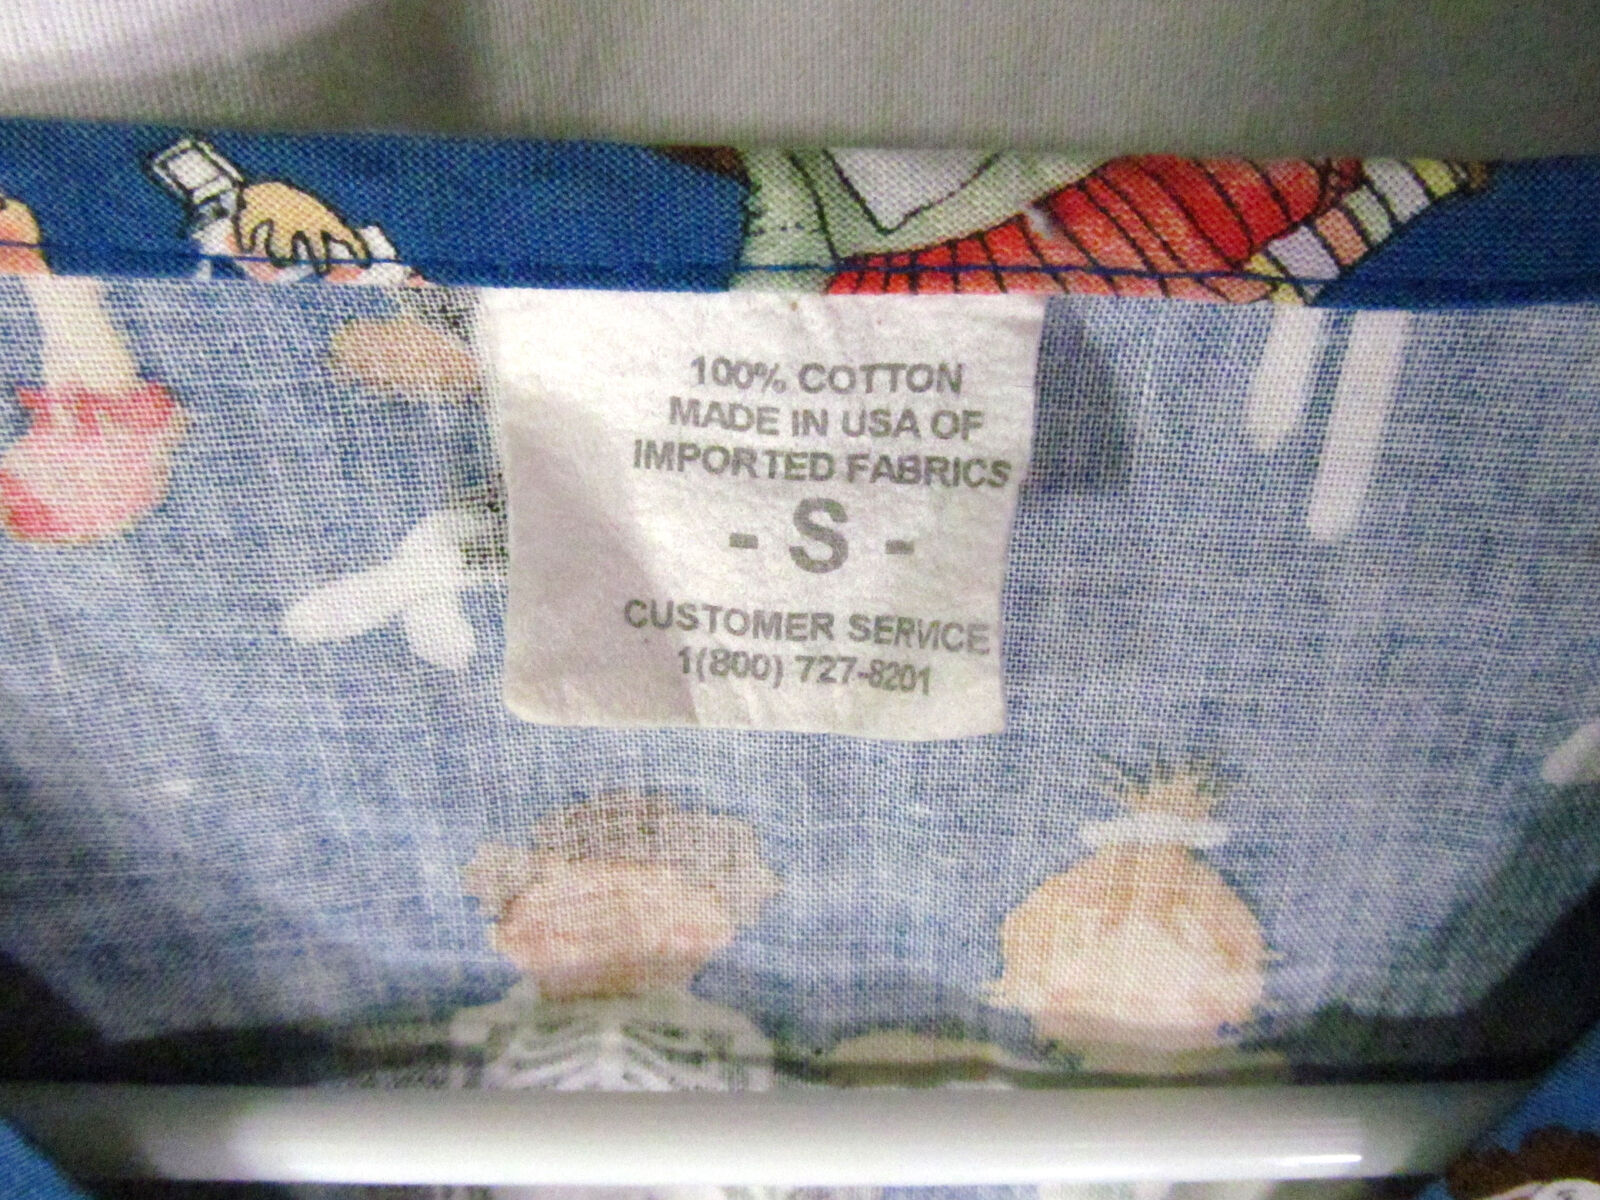 100% COTTON
MADE IN USA OF
IMPORTED FABRICS
- S -
CUSTOMER SERVICE
1(800) 727-8201